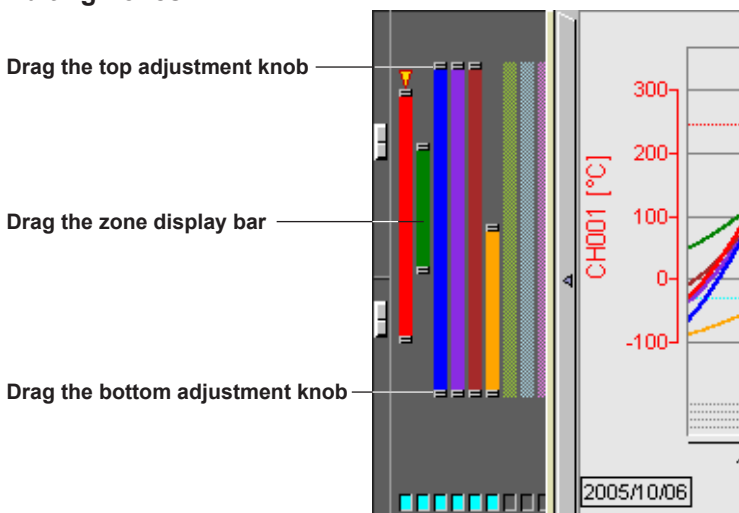 Drag the top adjustment knob
Drag the zone display bar
Drag the bottom adjustment knob
300
200
100
0
-100
CH001 [°C]
2005/10/06